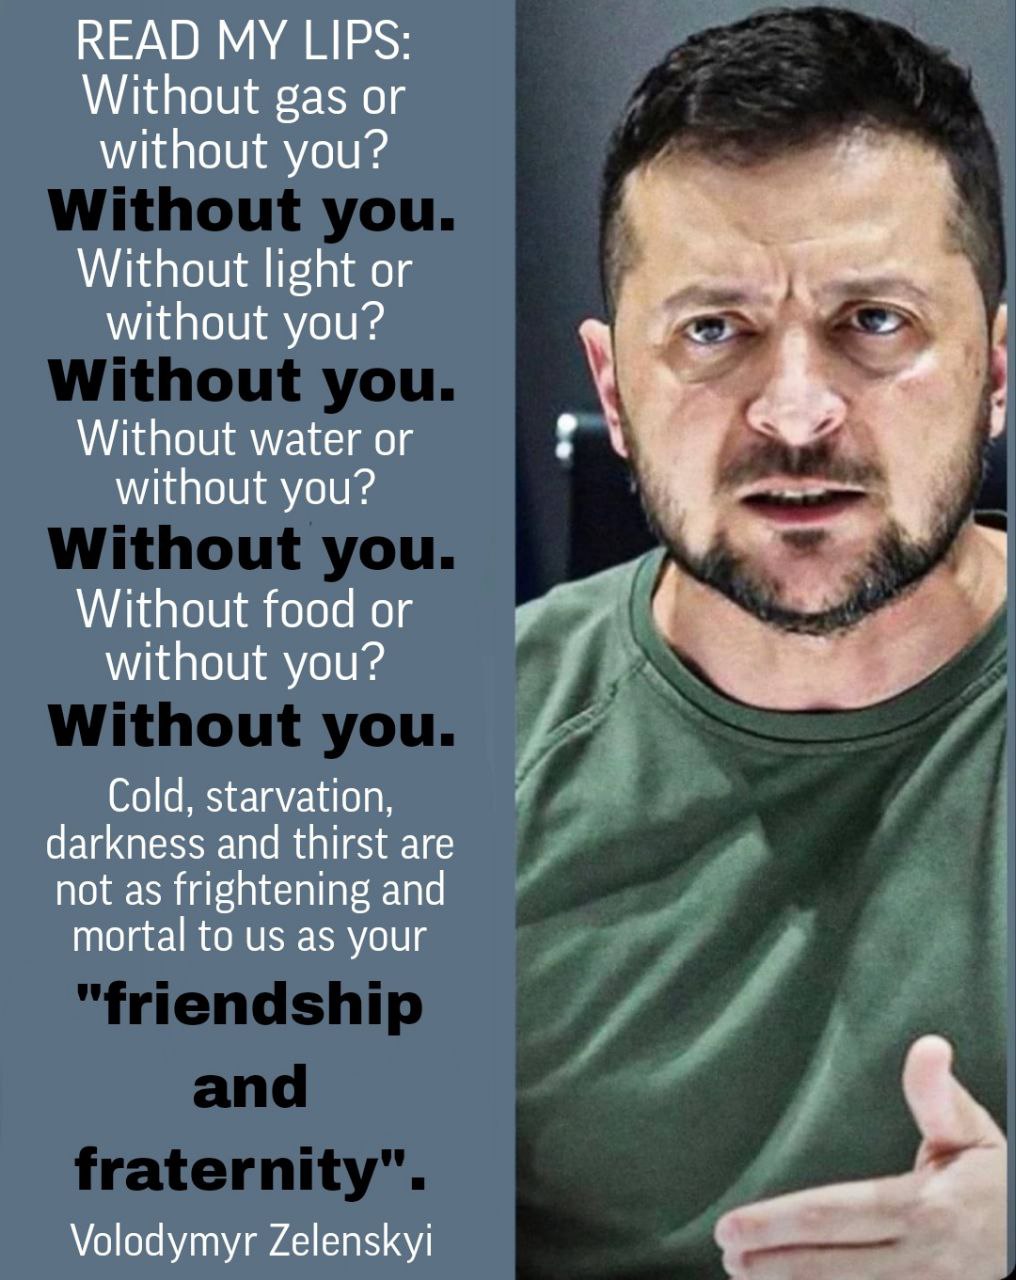 READ MY LIPS:
Without gas or
without you?
Without you.
Without light or
without you?
Without you.
Without water or
without you?
Without you.
Without food or
without you?
Without you.
Cold, starvation,
darkness and thirst are
not as frightening and
mortal to us as your
"friendship
and
fraternity".
Volodymyr Zelenskyi